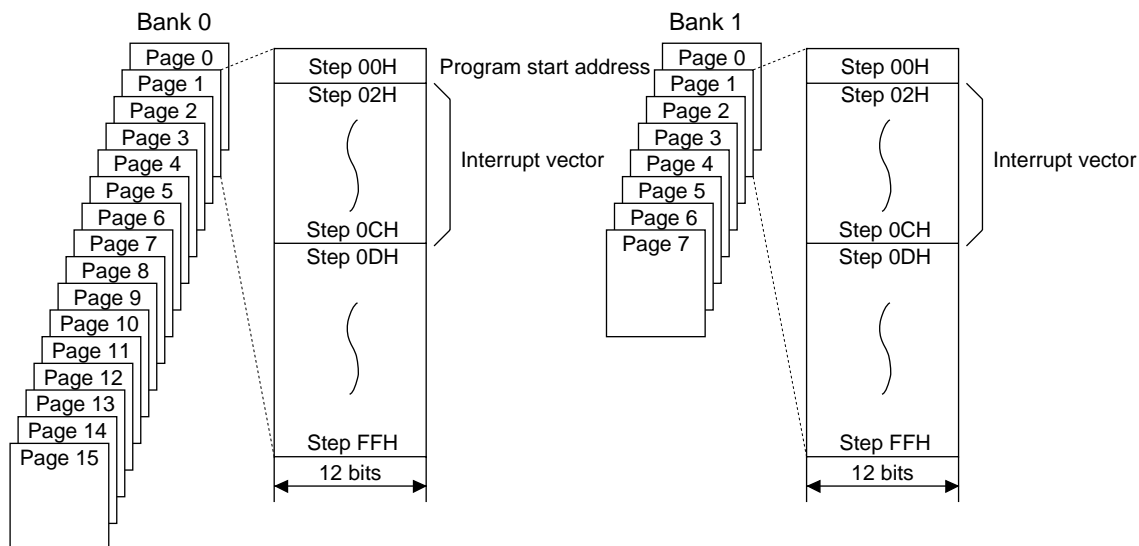 Bank 0
Page 0
Page 1
Page 2
Page 3
Page 4
Page 5
Page 6
Page 7
Page 8
Page 9
Page 10
Page 11
Page 12
Page 13
Page 14
Page 15
Step 00H
Program start address
Step 02H
Interrupt vector
Step 0CH
Step 0DH
Step FFH
12 bits
Bank 1
Page 0
Page 1
Page 2
Page 3
Page 4
Page 5
Page 6
Page 7
Step 00H
Step 02H
Interrupt vector
Step 0CH
Step 0DH
Step FFH
12 bits